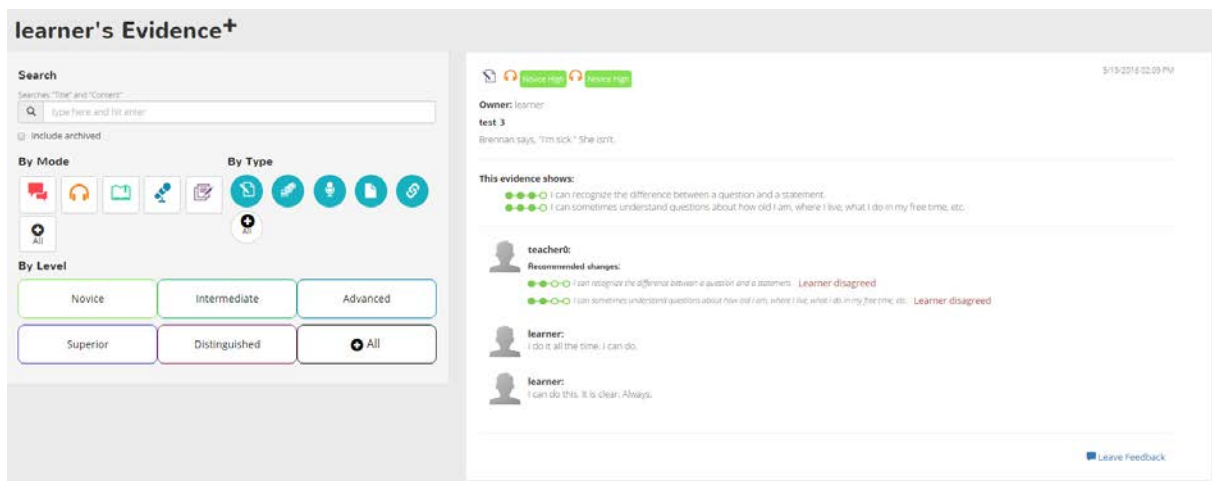 learner's Evidence+
Search
Searches "Title" and "Content"
type here and hit enter
Include archived
By Mode
By Type
All
All
By Level
Novice
Intermediate
Advanced
Superior
Distinguished
All
Novice High Novice High
5/15/2016 02:09 PM
Owner: learner
test 3
Brennan says, "I'm sick." She isn't.
This evidence shows:
I can recognize the difference between a question and a statement.
I can sometimes understand questions about how old I am, where I live, what I do in my free time, etc.
teacher0:
Recommended changes:
I can recognize the difference between a question and a statement. Learner disagreed
I can sometimes understand questions about how old I am, where I live, what I do in my free time, etc. Learner disagreed
learner:
I do it all the time. I can do.
learner:
I can do this. It is clear. Always.
Leave Feedback